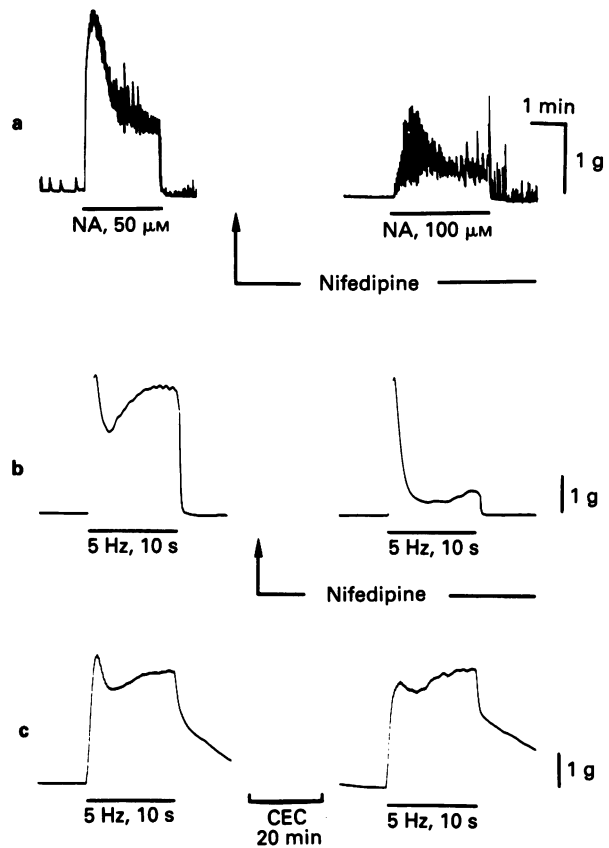 a
1 min
1 g
NA, 50 μM
NA, 100 μM
Nifedipine
b
1 g
5 Hz, 10 s
5 Hz, 10 s
Nifedipine
c
1 g
5 Hz, 10 s
CEC
20 min
5 Hz, 10 s